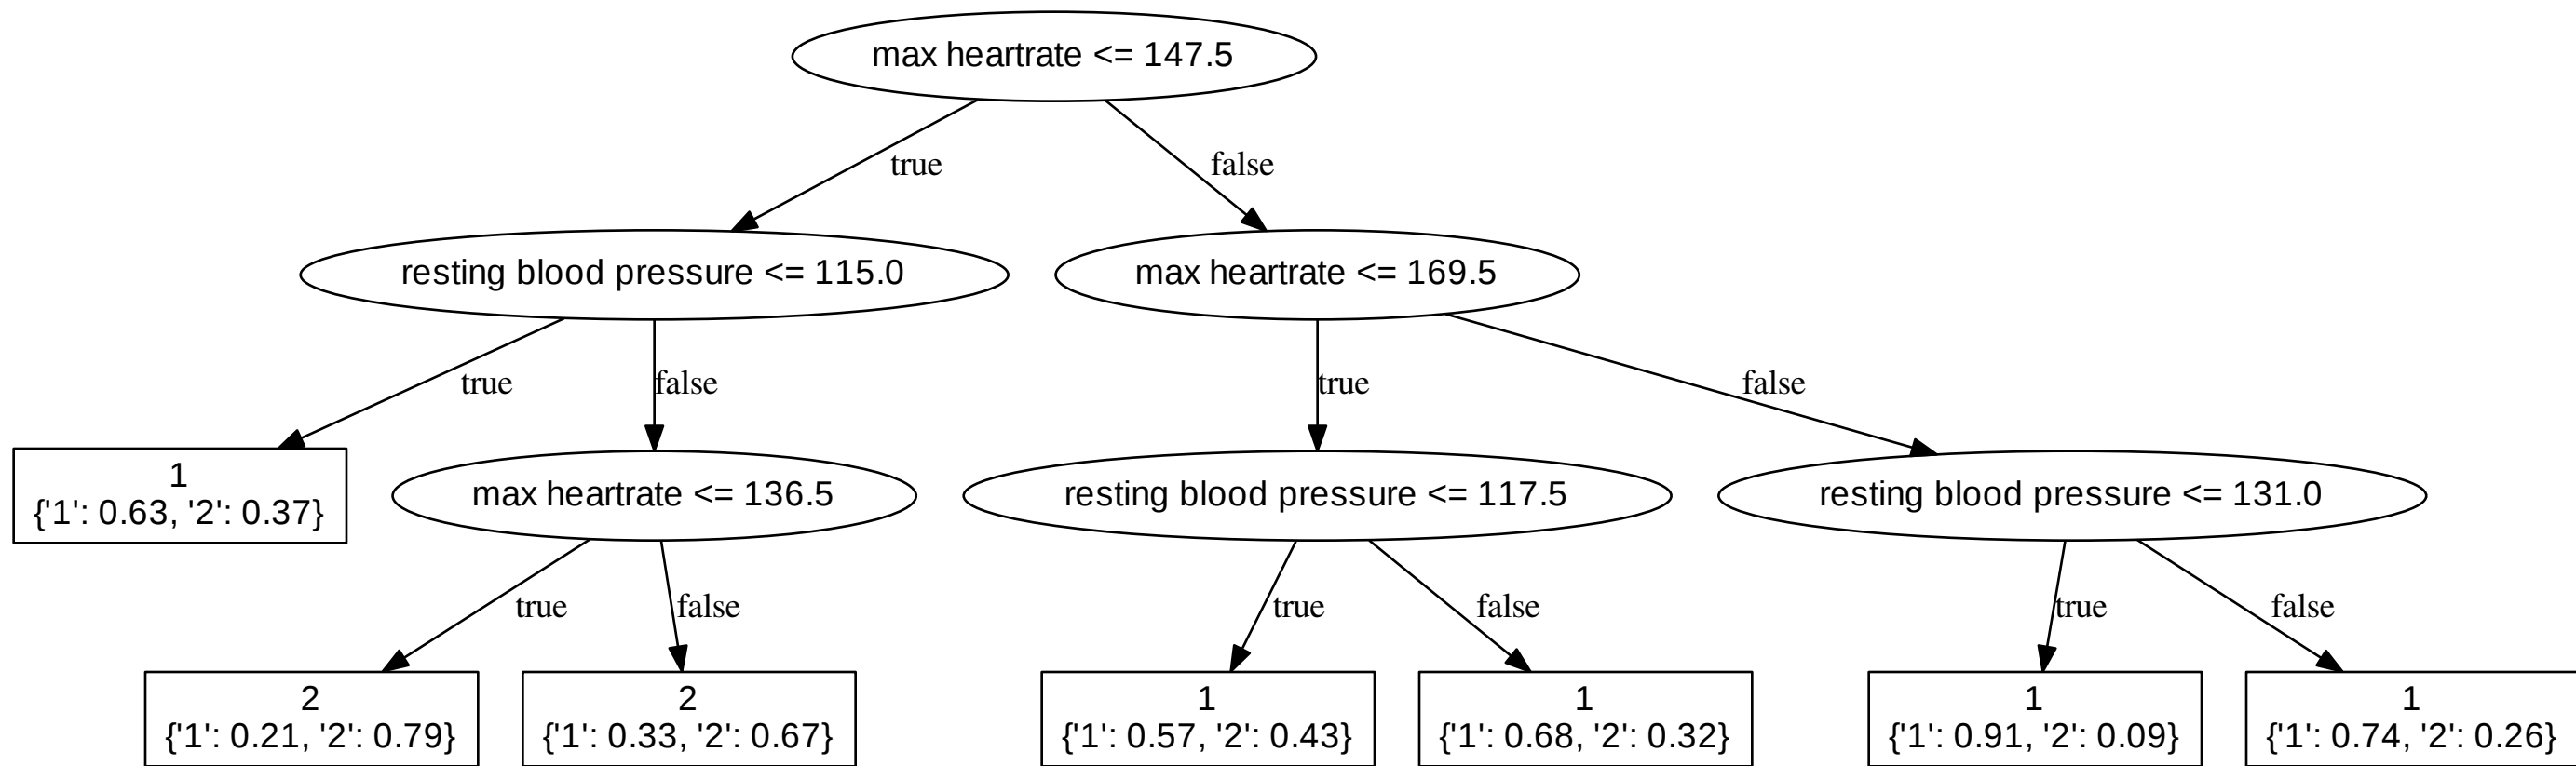 max heartrate <= 147.5
true
false
resting blood pressure <= 115.0
max heartrate <= 169.5
true
false
true
false
1
{'1': 0.63, '2': 0.37}
max heartrate <= 136.5
resting blood pressure <= 117.5
resting blood pressure <= 131.0
true
false
true
false
true
false
2
{'1': 0.21, '2': 0.79}
2
{'1': 0.33, '2': 0.67}
1
{'1': 0.57, '2': 0.43}
1
{'1': 0.68, '2': 0.32}
1
{'1': 0.91, '2': 0.09}
1
{'1': 0.74, '2': 0.26}